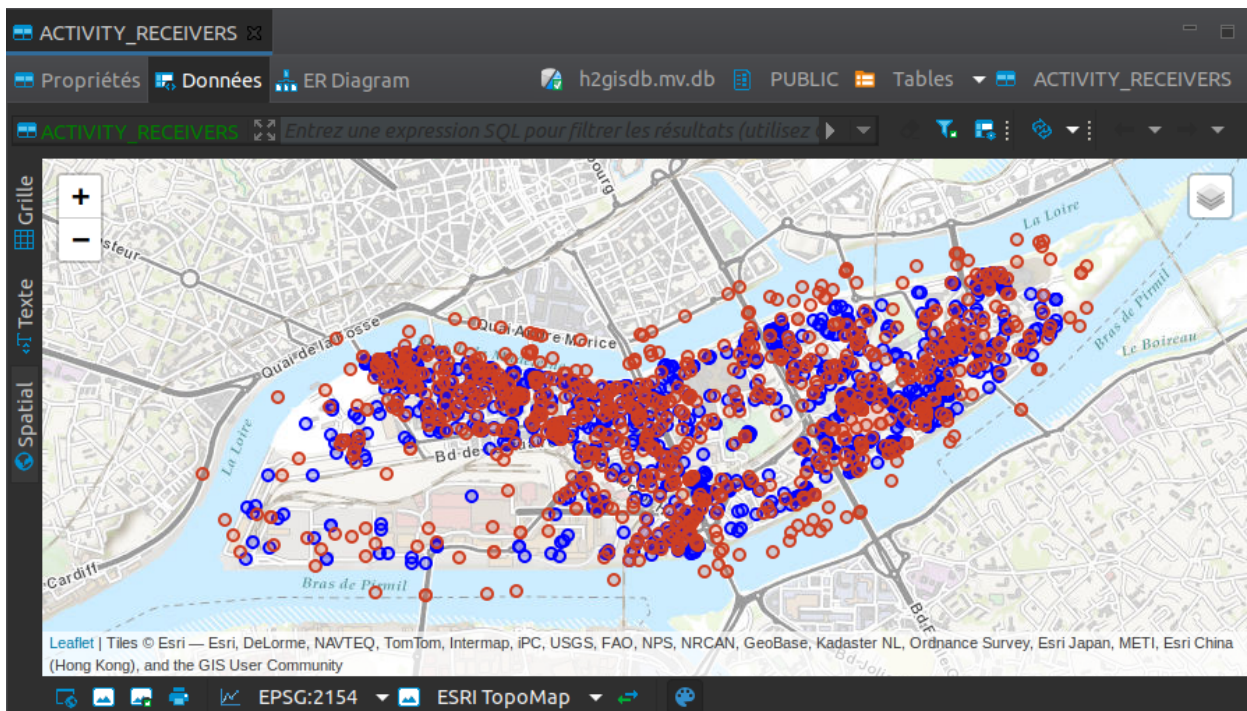 ACTIVITY_RECEIVERS
Propriétés Données ER Diagram h2gisdb.mv.db PUBLIC Tables ACTIVITY_RECEIVERS
ACTIVITY_RECEIVERS Entrez une expression SQL pour filtrer les résultats (utilisez
Grille
Texte
Spatial
+
−
La Loire
Quai de la Fosse
Quai André Morice
Bras de Pirmil
Le Boireau
La Loire
Bd de
Cardiff
Bras de Pirmil
Leaflet | Tiles © Esri — Esri, DeLorme, NAVTEQ, TomTom, Intermap, iPC, USGS, FAO, NPS, NRCAN, GeoBase, Kadaster NL, Ordnance Survey, Esri Japan, METI, Esri China
(Hong Kong), and the GIS User Community
EPSG:2154 ESRI TopoMap